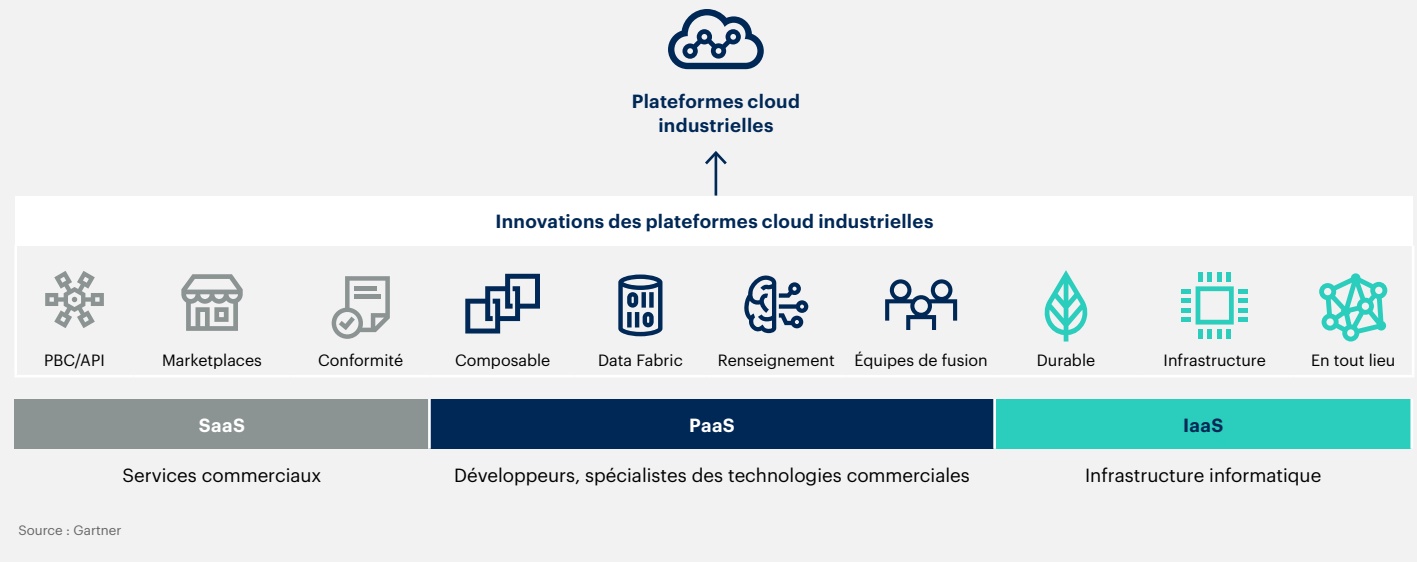 Plateformes cloud
industrielles
Innovations des plateformes cloud industrielles
PBC/API
Marketplaces
Conformité
Composable
Data Fabric
Renseignement
Équipes de fusion
Durable
Infrastructure
En tout lieu
SaaS
PaaS
IaaS
Services commerciaux
Développeurs, spécialistes des technologies commerciales
Infrastructure informatique
Source : Gartner